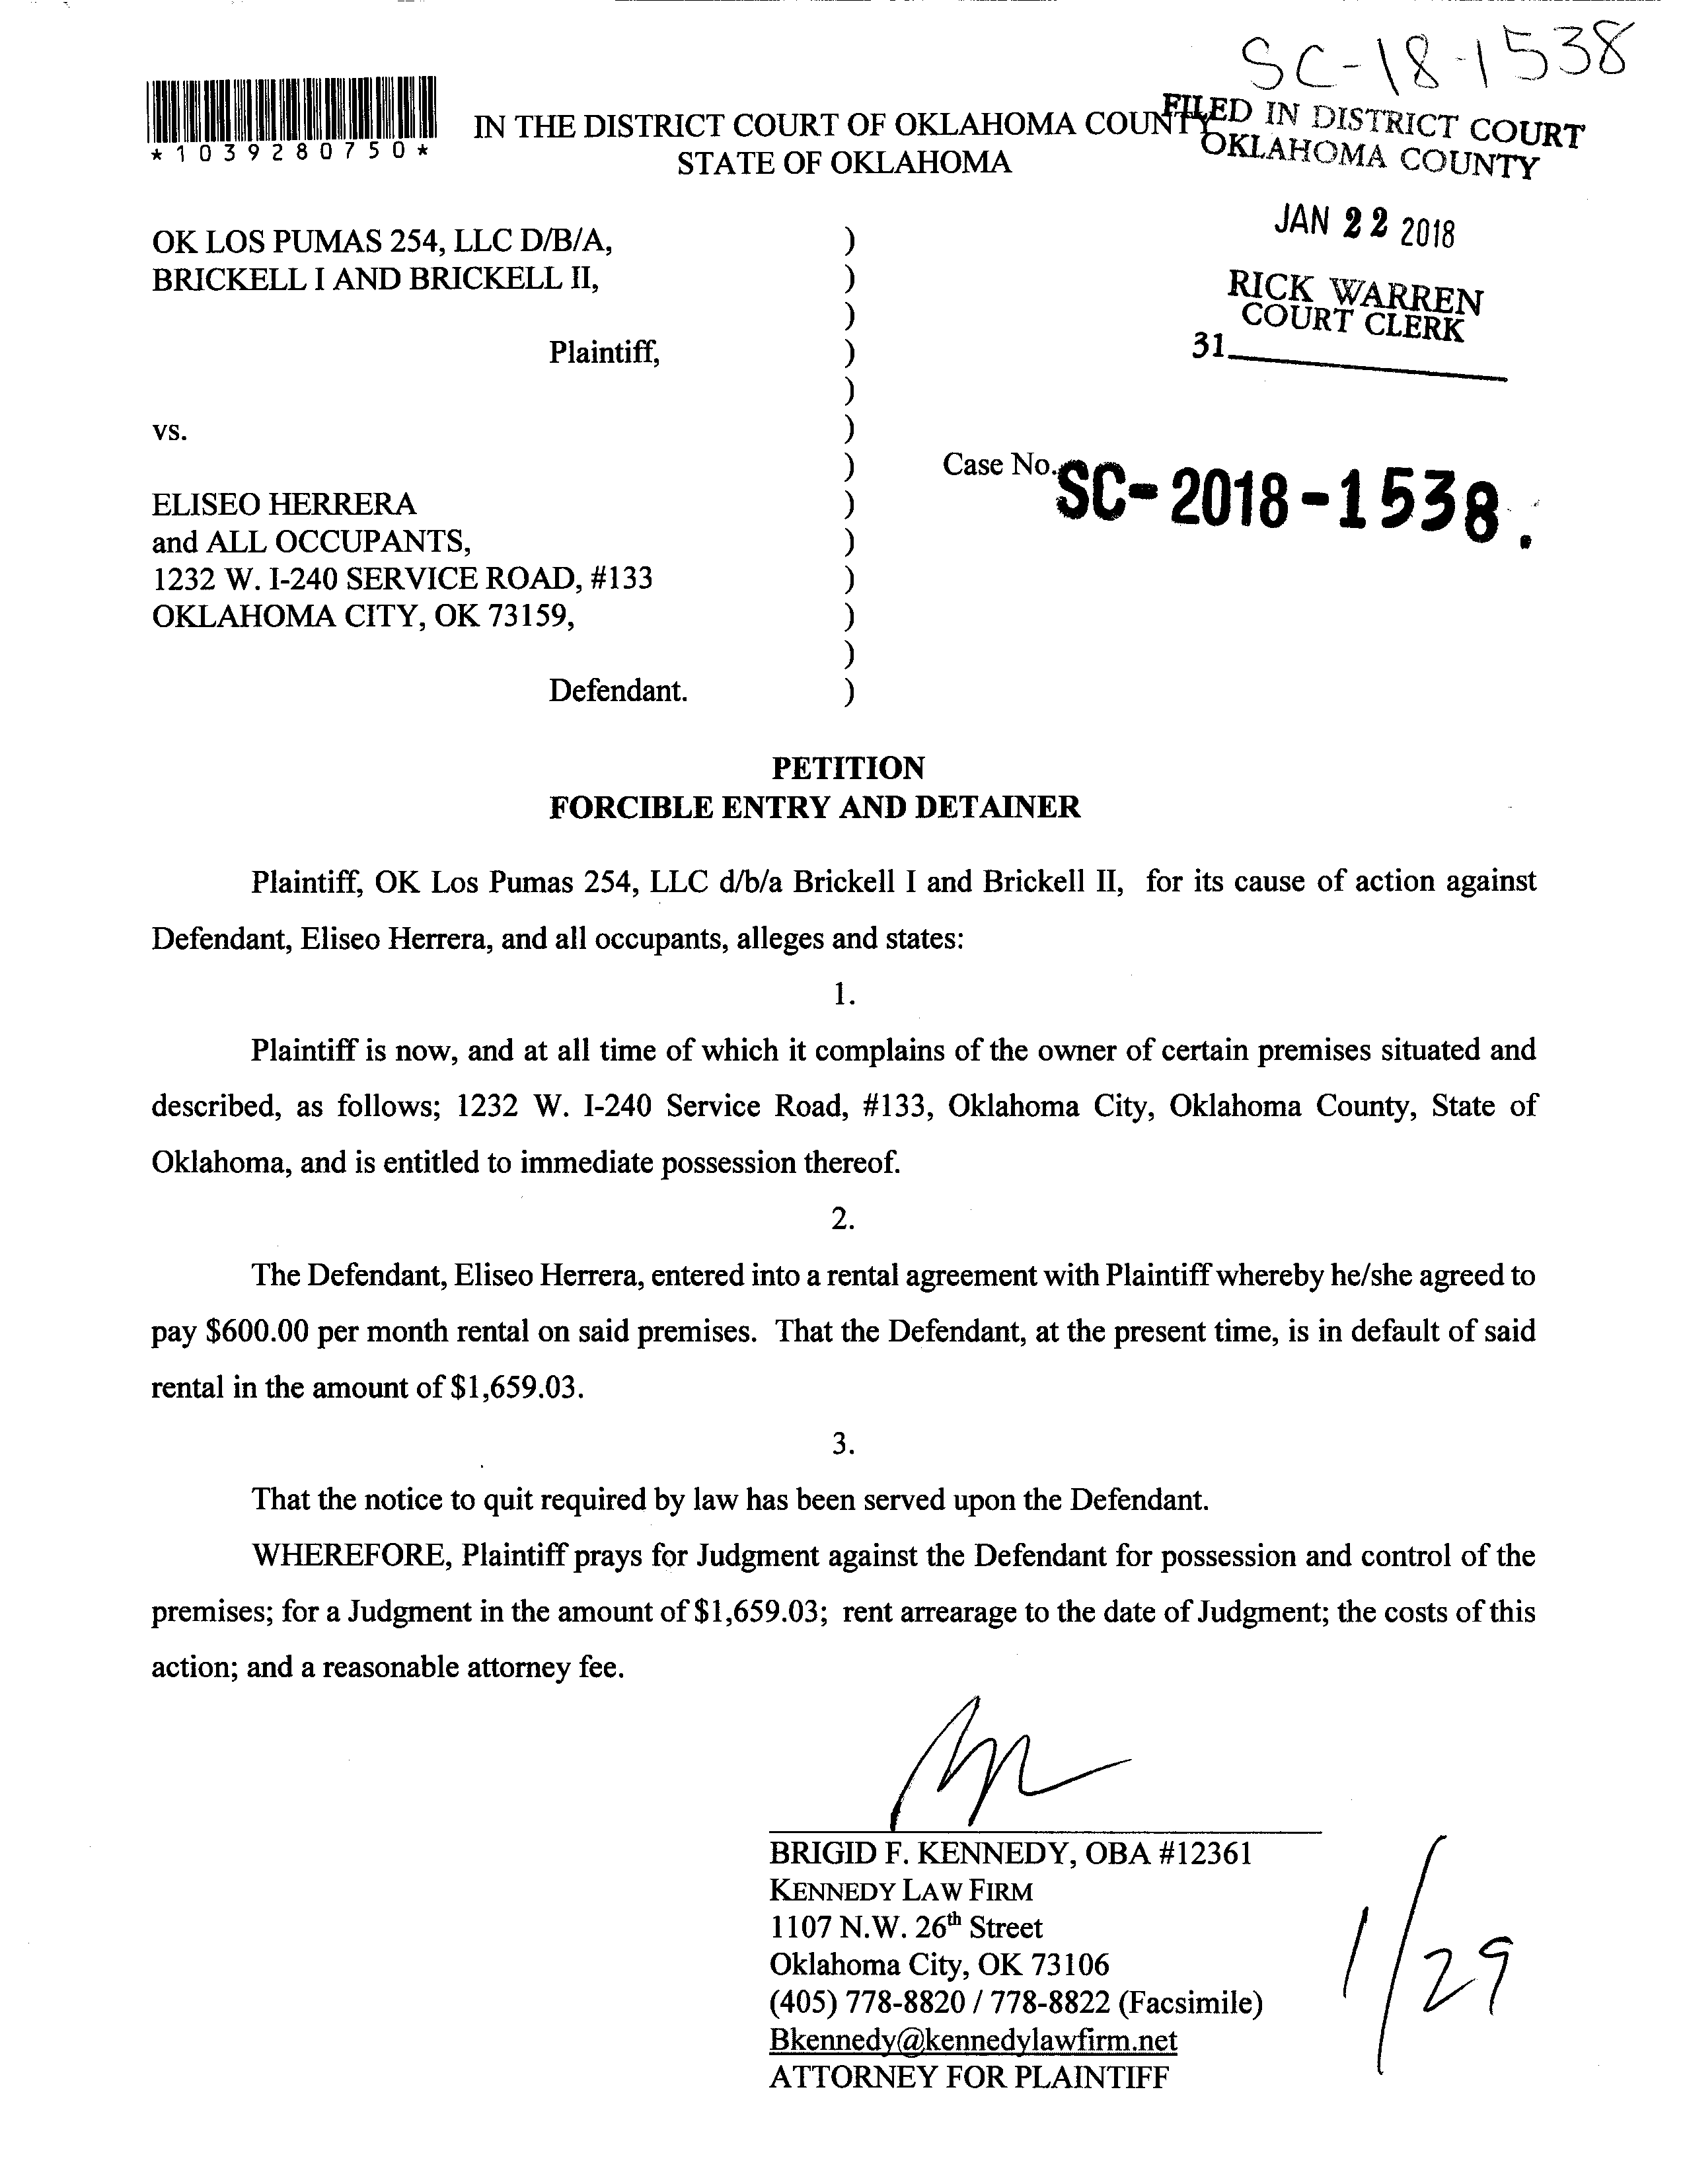 SC-18-1538
*1039280750*
IN THE DISTRICT COURT OF OKLAHOMA COUNTY
STATE OF OKLAHOMA
FILED IN DISTRICT COURT
OKLAHOMA COUNTY
JAN 22 2018
RICK WARREN
COURT CLERK
31
OK LOS PUMAS 254, LLC D/B/A, )
BRICKELL I AND BRICKELL II, )
)
Plaintiff, )
)
vs. )
) Case No. SC-2018-1538.
ELISEO HERRERA )
and ALL OCCUPANTS, )
1232 W. I-240 SERVICE ROAD, #133 )
OKLAHOMA CITY, OK 73159, )
)
Defendant. )
PETITION
FORCIBLE ENTRY AND DETAINER
Plaintiff, OK Los Pumas 254, LLC d/b/a Brickell I and Brickell II, for its cause of action against
Defendant, Eliseo Herrera, and all occupants, alleges and states:
1.
Plaintiff is now, and at all time of which it complains of the owner of certain premises situated and
described, as follows; 1232 W. I-240 Service Road, #133, Oklahoma City, Oklahoma County, State of
Oklahoma, and is entitled to immediate possession thereof.
2.
The Defendant, Eliseo Herrera, entered into a rental agreement with Plaintiff whereby he/she agreed to
pay $600.00 per month rental on said premises. That the Defendant, at the present time, is in default of said
rental in the amount of $1,659.03.
3.
That the notice to quit required by law has been served upon the Defendant.
WHEREFORE, Plaintiff prays for Judgment against the Defendant for possession and control of the
premises; for a Judgment in the amount of $1,659.03; rent arrearage to the date of Judgment; the costs of this
action; and a reasonable attorney fee.
BRIGID F. KENNEDY, OBA #12361
KENNEDY LAW FIRM
1107 N.W. 26th Street
Oklahoma City, OK 73106
(405) 778-8820 / 778-8822 (Facsimile)
Bkennedy@kennedylawfirm.net
ATTORNEY FOR PLAINTIFF
1/29